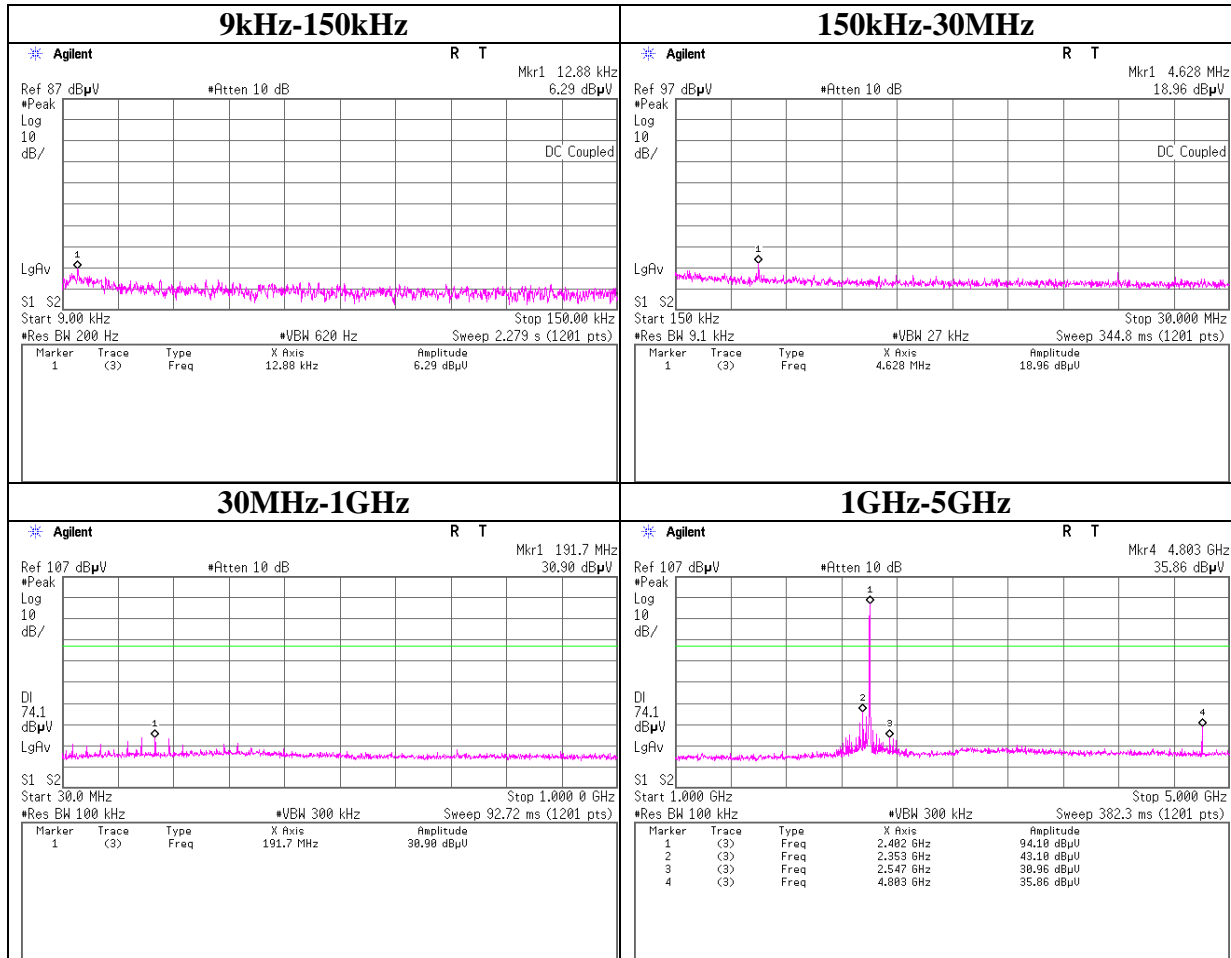 9kHz-150kHz
Agilent R T
Mkr1 12.88 kHz
Ref 87 dBµV #Atten 10 dB 6.29 dBµV
#Peak
Log
10
dB/
DC Coupled
1
LgAv
S1 S2
Start 9.00 kHz Stop 150.00 kHz
#Res BW 200 Hz #VBW 620 Hz Sweep 2.279 s (1201 pts)
Marker Trace Type X Axis Amplitude
1 (3) Freq 12.88 kHz 6.29 dBµV
150kHz-30MHz
Agilent R T
Mkr1 4.628 MHz
Ref 97 dBµV #Atten 10 dB 18.96 dBµV
#Peak
Log
10
dB/
DC Coupled
1
LgAv
S1 S2
Start 150 kHz Stop 30.000 MHz
#Res BW 9.1 kHz #VBW 27 kHz Sweep 344.8 ms (1201 pts)
Marker Trace Type X Axis Amplitude
1 (3) Freq 4.628 MHz 18.96 dBµV
30MHz-1GHz
Agilent R T
Mkr1 191.7 MHz
Ref 107 dBµV #Atten 10 dB 30.90 dBµV
#Peak
Log
10
dB/
DI
74.1
dBµV
1
LgAv
S1 S2
Start 30.0 MHz Stop 1.000 0 GHz
#Res BW 100 kHz #VBW 300 kHz Sweep 92.72 ms (1201 pts)
Marker Trace Type X Axis Amplitude
1 (3) Freq 191.7 MHz 30.90 dBµV
1GHz-5GHz
Agilent R T
Mkr4 4.803 GHz
Ref 107 dBµV #Atten 10 dB 35.86 dBµV
#Peak
1
Log
10
dB/
DI
74.1
2
4
dBµV
3
LgAv
S1 S2
Start 1.000 GHz Stop 5.000 GHz
#Res BW 100 kHz #VBW 300 kHz Sweep 382.3 ms (1201 pts)
Marker Trace Type X Axis Amplitude
1 (3) Freq 2.402 GHz 94.10 dBµV
2 (3) Freq 2.353 GHz 43.10 dBµV
3 (3) Freq 2.547 GHz 30.96 dBµV
4 (3) Freq 4.803 GHz 35.86 dBµV